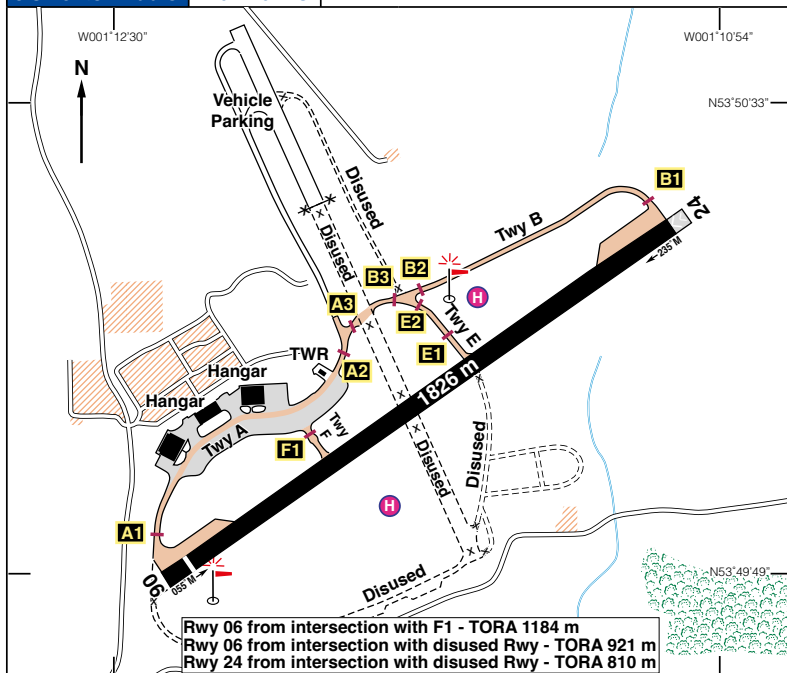 W001°12'30"
W001°10'54"
N
N53°50'33"
Vehicle
Parking
Disused
B1
24
Twy B
235°M
Disused
B3
B2
H
A3
E2
Twy E
E1
TWR
A2
Hangar
Hangar
1826 m
Twy A
Twy
F
F1
Disused
Disused
H
A1
06
055°M
N53°49'49"
Disused
Rwy 06 from intersection with F1 - TORA 1184 m
Rwy 06 from intersection with disused Rwy - TORA 921 m
Rwy 24 from intersection with disused Rwy - TORA 810 m